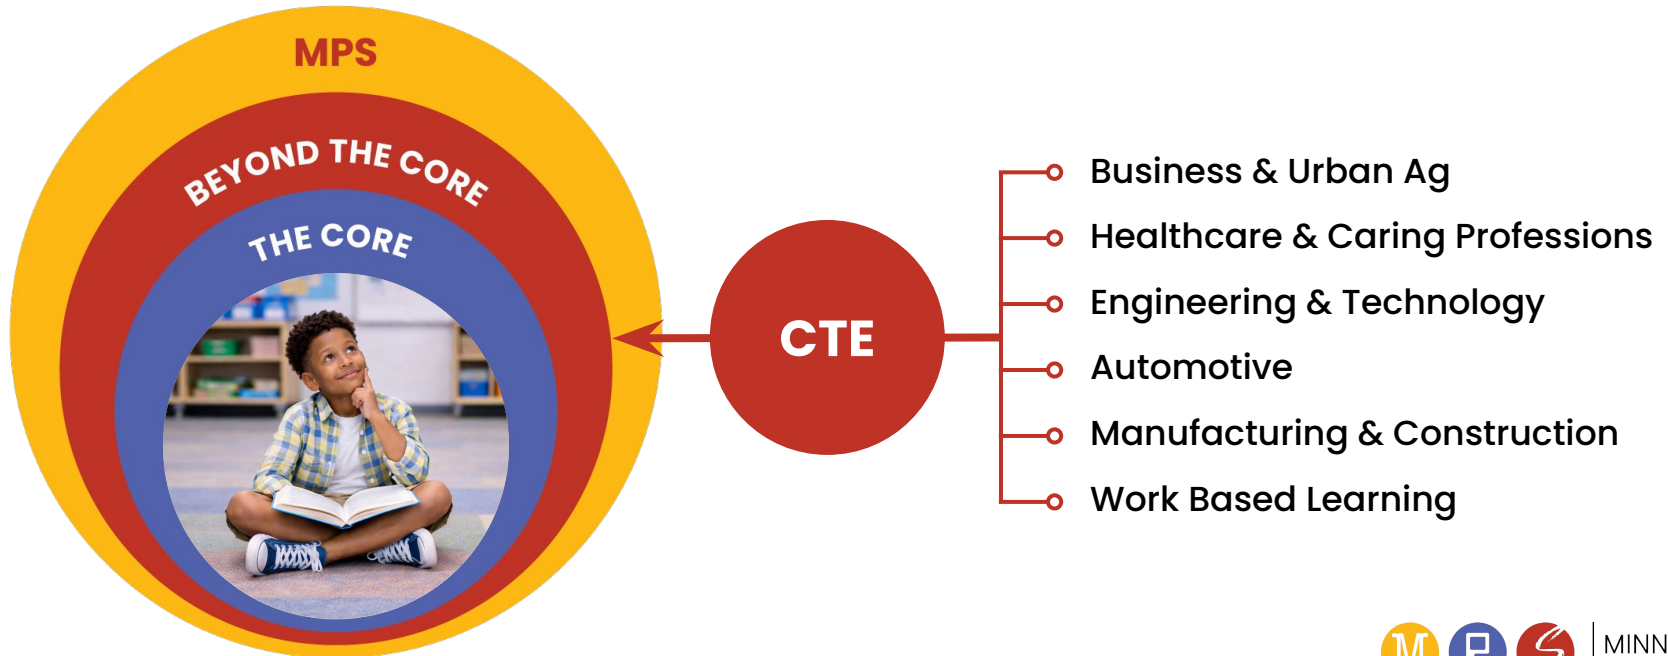 MPS
BEYOND THE CORE
THE CORE
CTE
Business & Urban Ag
Healthcare & Caring Professions
Engineering & Technology
Automotive
Manufacturing & Construction
Work Based Learning
M P S MINN